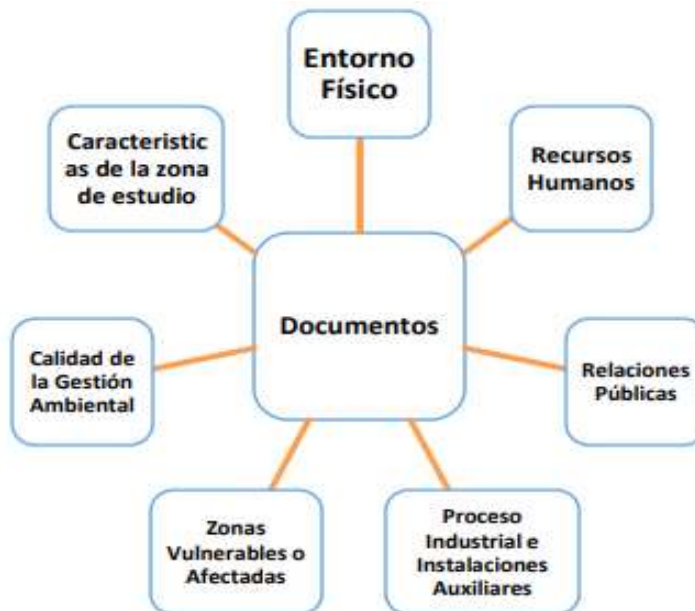 Entorno
Físico
Caracteristic
as de la zona
de estudio
Recursos
Humanos
Documentos
Calidad de
la Gestión
Ambiental
Relaciones
Públicas
Zonas
Vulnerables o
Afectadas
Proceso
Industrial e
Instalaciones
Auxiliares